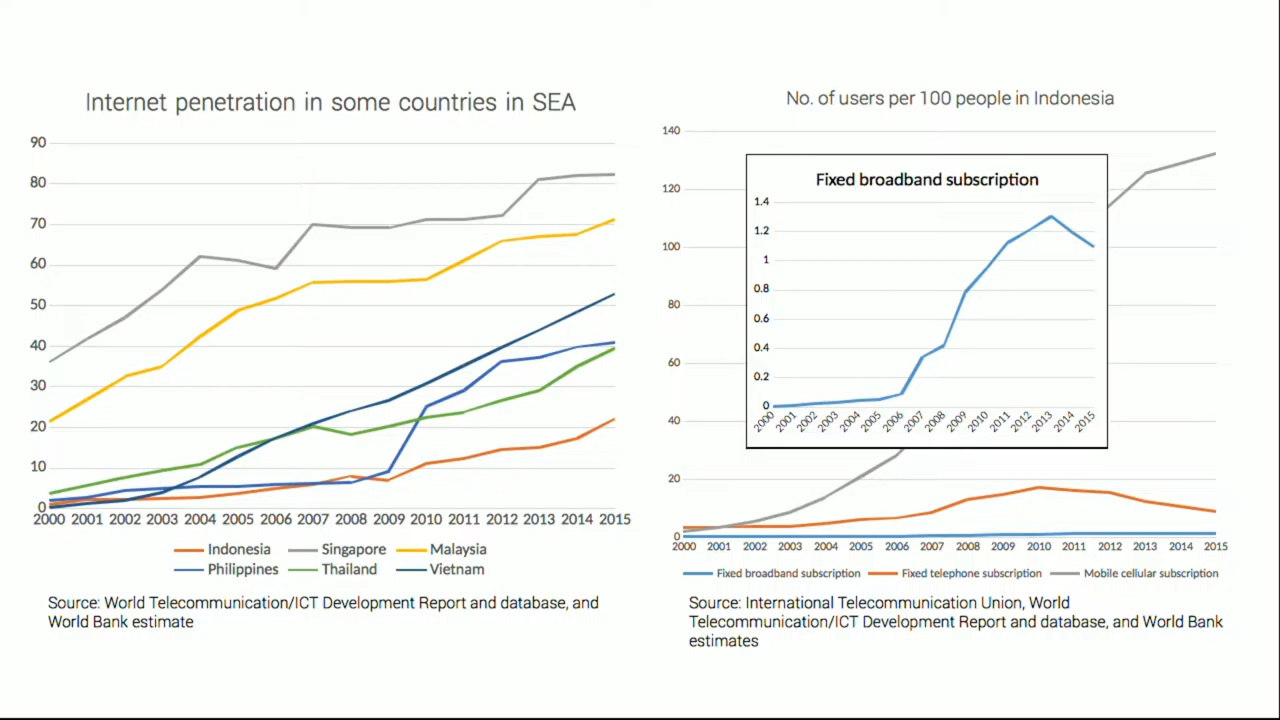 Internet penetration in some countries in SEA
90
80
70
60
50
40
30
20
10
0
2000 2001 2002 2003 2004 2005 2006 2007 2008 2009 2010 2011 2012 2013 2014 2015
Indonesia Singapore Malaysia
Philippines Thailand Vietnam
Source: World Telecommunication/ICT Development Report and database, and
World Bank estimate
No. of users per 100 people in Indonesia
140
120
100
80
60
40
20
0
2000 2001 2002 2003 2004 2005 2006 2007 2008 2009 2010 2011 2012 2013 2014 2015
Fixed broadband subscription
1.4
1.2
1
0.8
0.6
0.4
0.2
0
2000 2001 2002 2003 2004 2005 2006 2007 2008 2009 2010 2011 2012 2013 2014 2015
Fixed broadband subscription Fixed telephone subscription Mobile cellular subscription
Source: International Telecommunication Union, World
Telecommunication/ICT Development Report and database, and World Bank
estimates